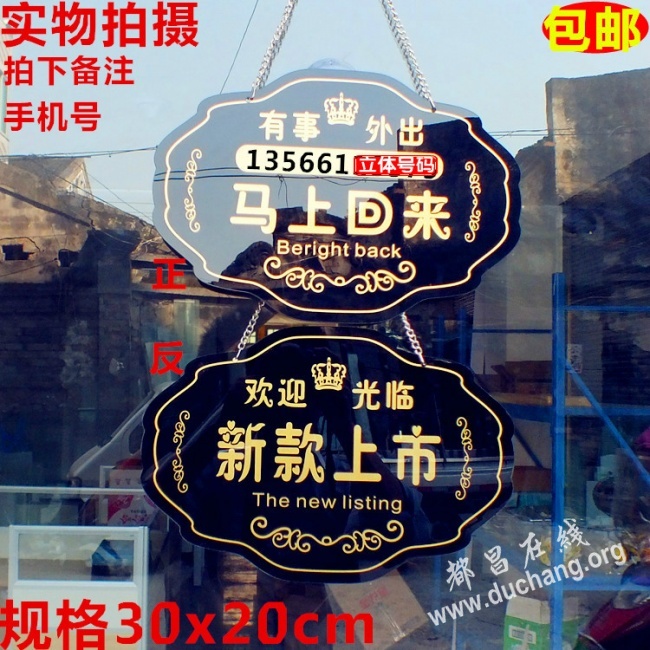 实物拍摄
包邮
拍下备注
手机号
有事 外出
135661 立体号码
马上回来
Beright back
正
反
欢迎 光临
新款上市
The new listing
都昌在线
www.duchang.org
规格30x20cm